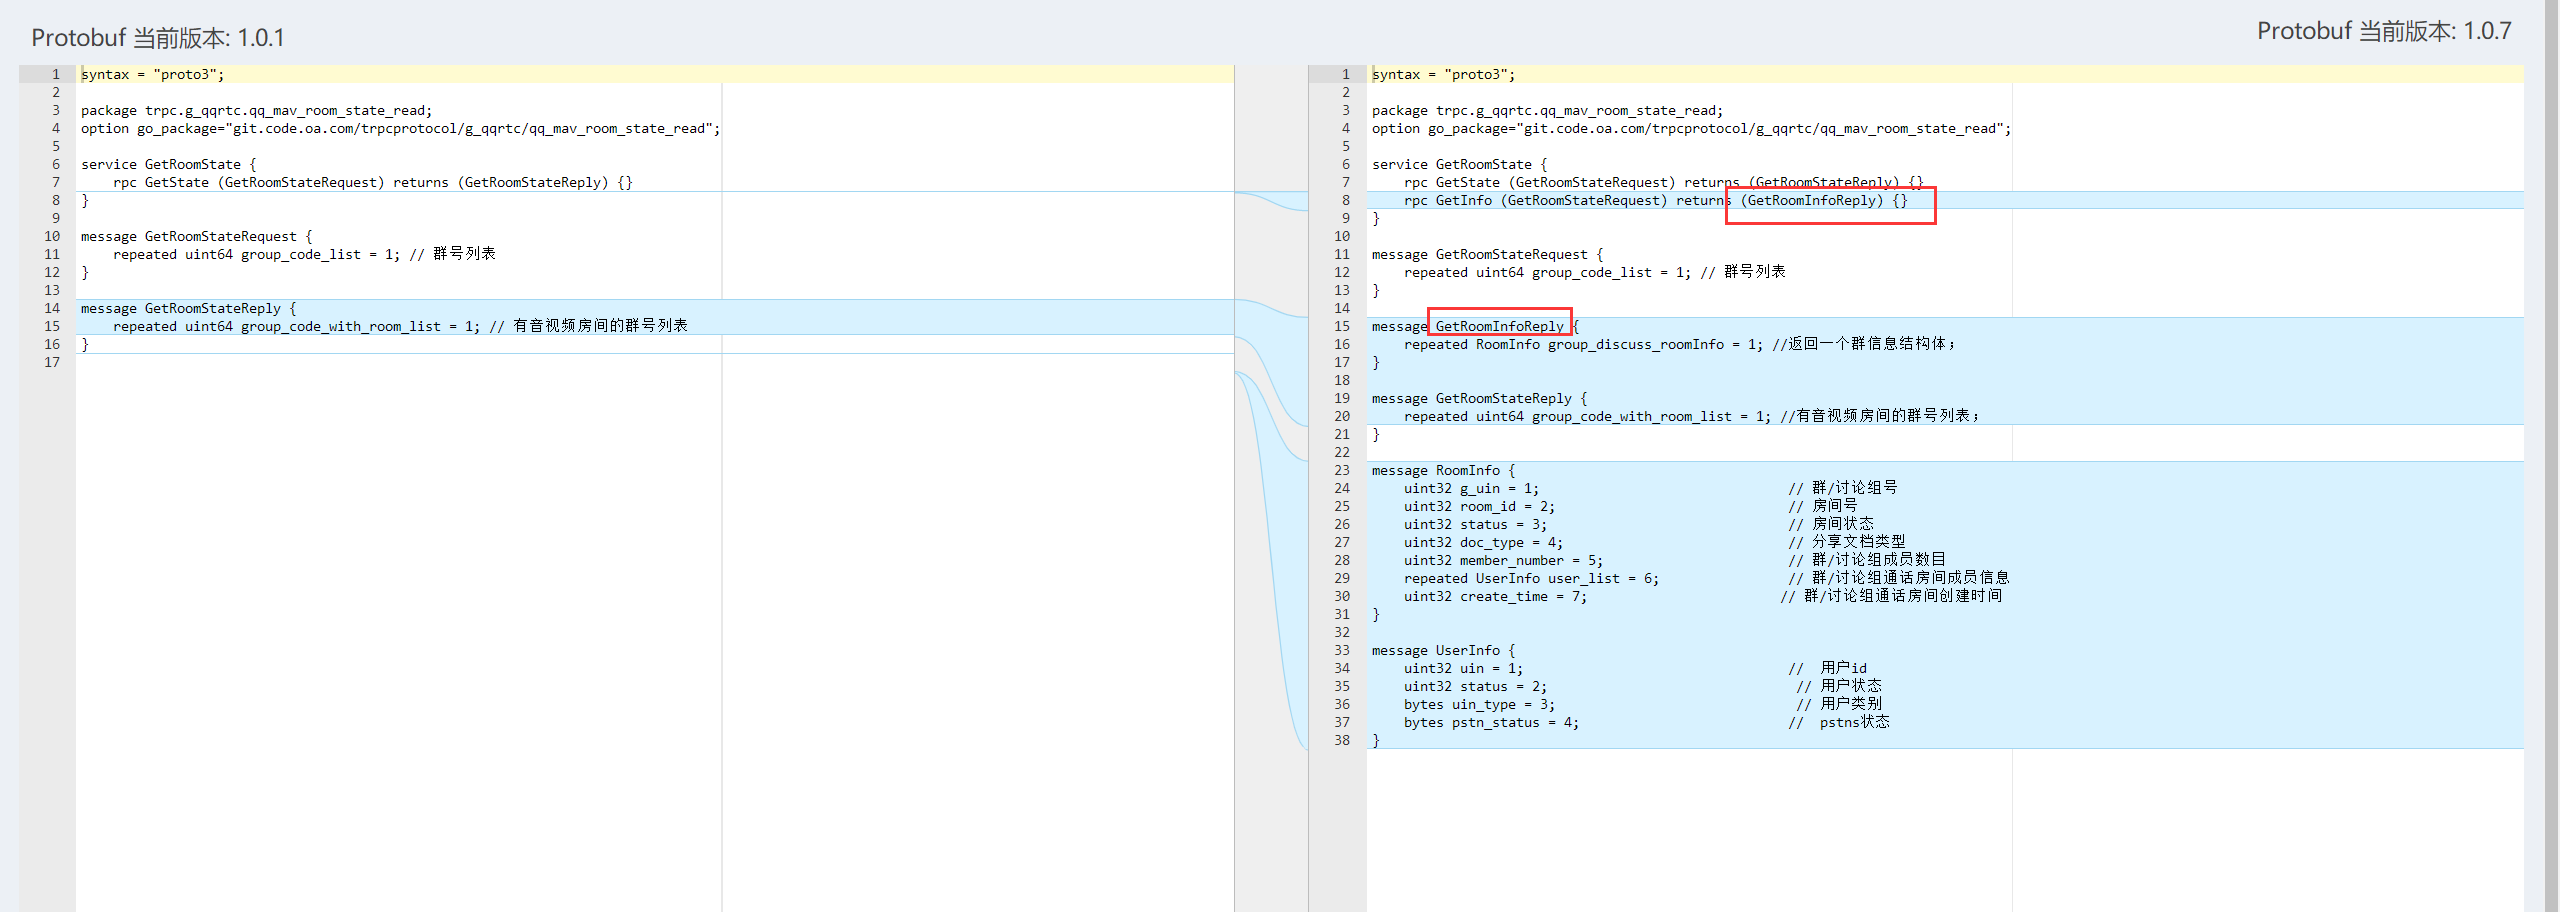 Protobuf 当前版本: 1.0.1
1 syntax = "proto3";
2
3 package trpc.g_qqrtc.qq_mav_room_state_read;
4 option go_package="git.code.oa.com/trpcprotocol/g_qqrtc/qq_mav_room_state_read";
5
6 service GetRoomState {
7     rpc GetState (GetRoomStateRequest) returns (GetRoomStateReply) {}
8 }
9
10 message GetRoomStateRequest {
11     repeated uint64 group_code_list = 1; // 群号列表
12 }
13
14 message GetRoomStateReply {
15     repeated uint64 group_code_with_room_list = 1; // 有音视频房间的群号列表
16 }
17
Protobuf 当前版本: 1.0.7
1 syntax = "proto3";
2
3 package trpc.g_qqrtc.qq_mav_room_state_read;
4 option go_package="git.code.oa.com/trpcprotocol/g_qqrtc/qq_mav_room_state_read";
5
6 service GetRoomState {
7     rpc GetState (GetRoomStateRequest) returns (GetRoomStateReply) {}
8     rpc GetInfo (GetRoomStateRequest) returns (GetRoomInfoReply) {}
9 }
10
11 message GetRoomStateRequest {
12     repeated uint64 group_code_list = 1; // 群号列表
13 }
14
15 message GetRoomInfoReply {
16     repeated RoomInfo group_discuss_roomInfo = 1; //返回一个群信息结构体；
17 }
18
19 message GetRoomStateReply {
20     repeated uint64 group_code_with_room_list = 1; //有音视频房间的群号列表；
21 }
22
23 message RoomInfo {
24     uint32 g_uin = 1; // 群/讨论组号
25     uint32 room_id = 2; // 房间号
26     uint32 status = 3; // 房间状态
27     uint32 doc_type = 4; // 分享文档类型
28     uint32 member_number = 5; // 群/讨论组成员数目
29     repeated UserInfo user_list = 6; // 群/讨论组通话房间成员信息
30     uint32 create_time = 7; // 群/讨论组通话房间创建时间
31 }
32
33 message UserInfo {
34     uint32 uin = 1; //  用户id
35     uint32 status = 2; // 用户状态
36     bytes uin_type = 3; // 用户类别
37     bytes pstn_status = 4; //  pstns状态
38 }